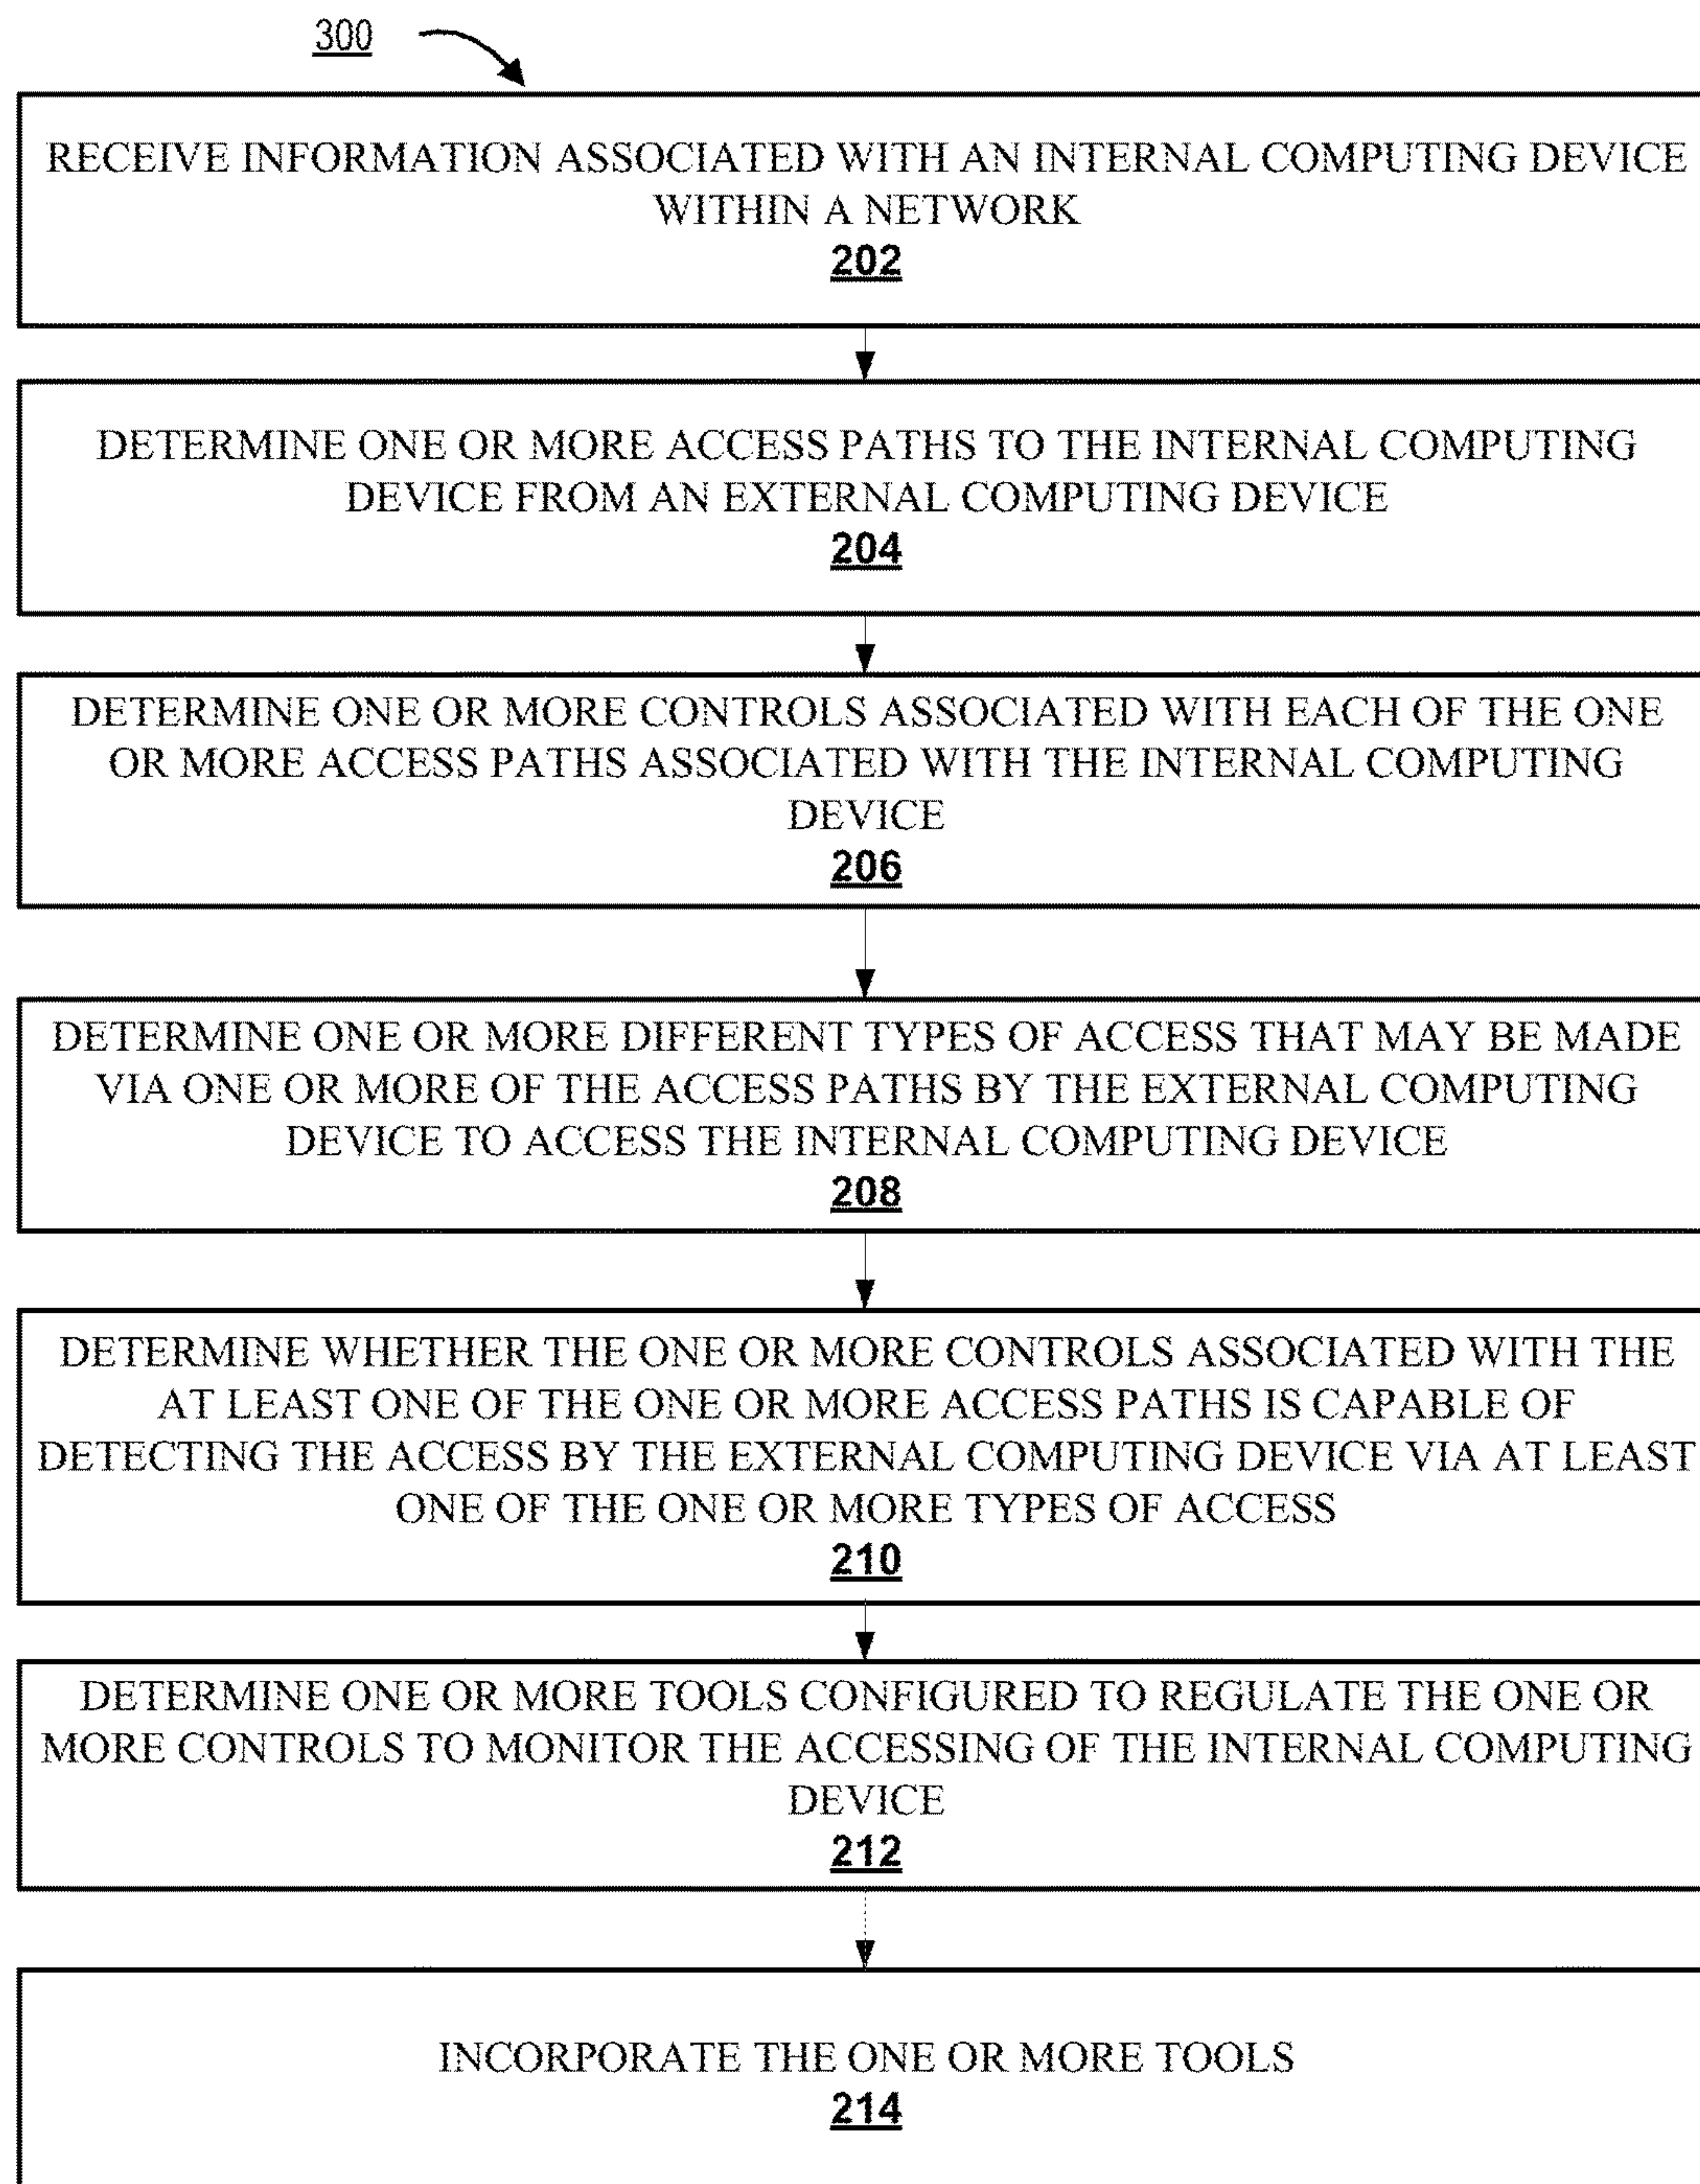 300
RECEIVE INFORMATION ASSOCIATED WITH AN INTERNAL COMPUTING DEVICE
WITHIN A NETWORK
202
DETERMINE ONE OR MORE ACCESS PATHS TO THE INTERNAL COMPUTING
DEVICE FROM AN EXTERNAL COMPUTING DEVICE
204
DETERMINE ONE OR MORE CONTROLS ASSOCIATED WITH EACH OF THE ONE
OR MORE ACCESS PATHS ASSOCIATED WITH THE INTERNAL COMPUTING
DEVICE
206
DETERMINE ONE OR MORE DIFFERENT TYPES OF ACCESS THAT MAY BE MADE
VIA ONE OR MORE OF THE ACCESS PATHS BY THE EXTERNAL COMPUTING
DEVICE TO ACCESS THE INTERNAL COMPUTING DEVICE
208
DETERMINE WHETHER THE ONE OR MORE CONTROLS ASSOCIATED WITH THE
AT LEAST ONE OF THE ONE OR MORE ACCESS PATHS IS CAPABLE OF
DETECTING THE ACCESS BY THE EXTERNAL COMPUTING DEVICE VIA AT LEAST
ONE OF THE ONE OR MORE TYPES OF ACCESS
210
DETERMINE ONE OR MORE TOOLS CONFIGURED TO REGULATE THE ONE OR
MORE CONTROLS TO MONITOR THE ACCESSING OF THE INTERNAL COMPUTING
DEVICE
212
INCORPORATE THE ONE OR MORE TOOLS
214